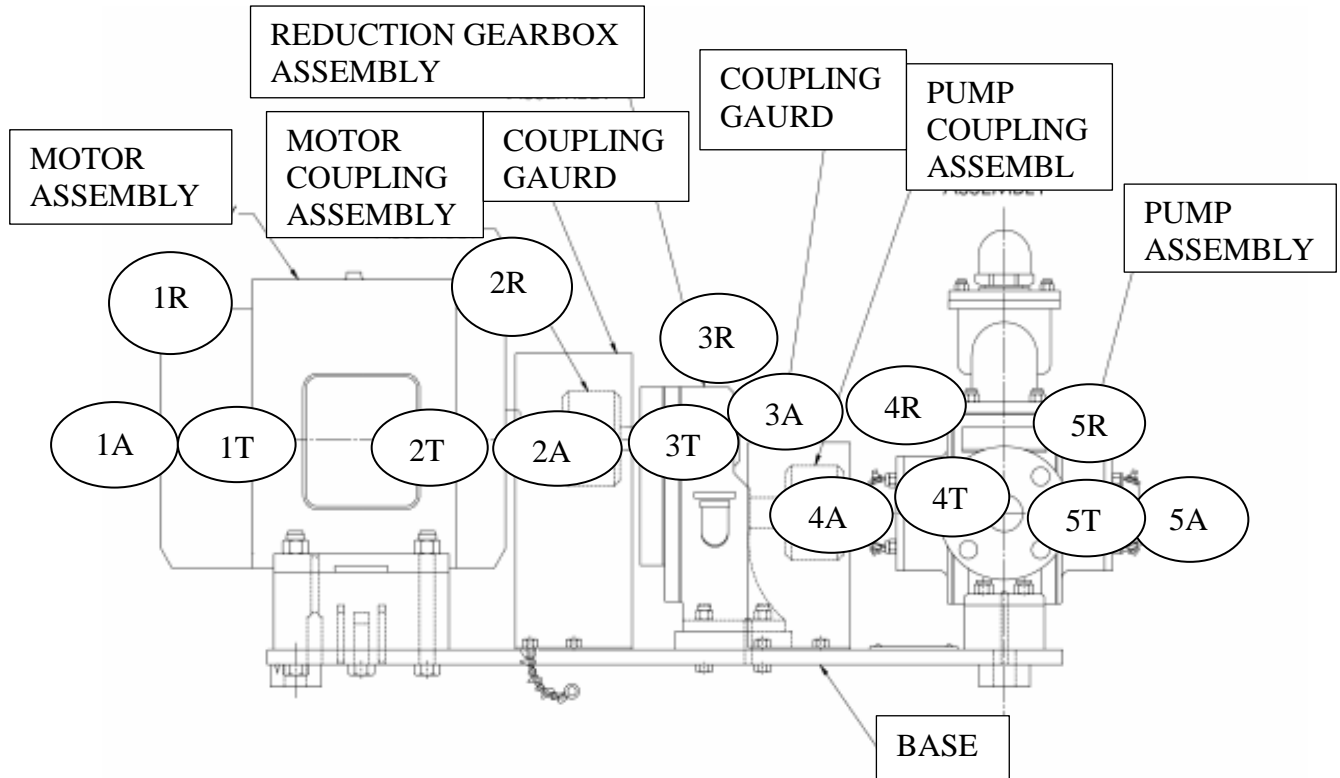 REDUCTION GEARBOX
ASSEMBLY
COUPLING
GAURD
PUMP
COUPLING
ASSEMBL
MOTOR
ASSEMBLY
MOTOR
COUPLING
ASSEMBLY
COUPLING
GAURD
PUMP
ASSEMBLY
1R
2R
3R
1A
1T
2T
2A
3T
3A
4R
5R
4A
4T
5T
5A
BASE